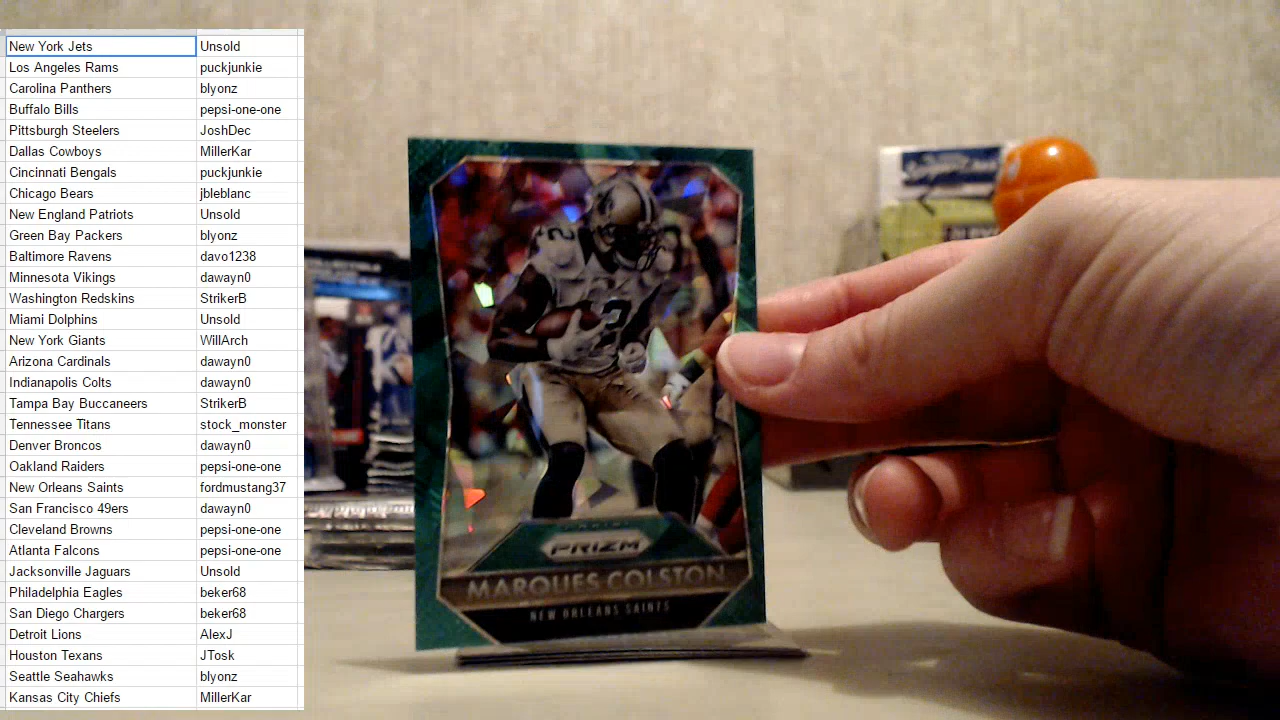 New York Jets Unsold
Los Angeles Rams puckjunkie
Carolina Panthers blyonz
Buffalo Bills pepsi-one-one
Pittsburgh Steelers JoshDec
Dallas Cowboys MillerKar
Cincinnati Bengals puckjunkie
Chicago Bears jbleblanc
New England Patriots Unsold
Green Bay Packers blyonz
Baltimore Ravens davo1238
Minnesota Vikings dawayn0
Washington Redskins StrikerB
Miami Dolphins Unsold
New York Giants WillArch
Arizona Cardinals dawayn0
Indianapolis Colts dawayn0
Tampa Bay Buccaneers StrikerB
Tennessee Titans stock_monster
Denver Broncos dawayn0
Oakland Raiders pepsi-one-one
New Orleans Saints fordmustang37
San Francisco 49ers dawayn0
Cleveland Browns pepsi-one-one
Atlanta Falcons pepsi-one-one
Jacksonville Jaguars Unsold
Philadelphia Eagles beker68
San Diego Chargers beker68
Detroit Lions AlexJ
Houston Texans JTosk
Seattle Seahawks blyonz
Kansas City Chiefs MillerKar
PANINI
PRIZM
MARQUES COLSTON
NEW ORLEANS SAINTS